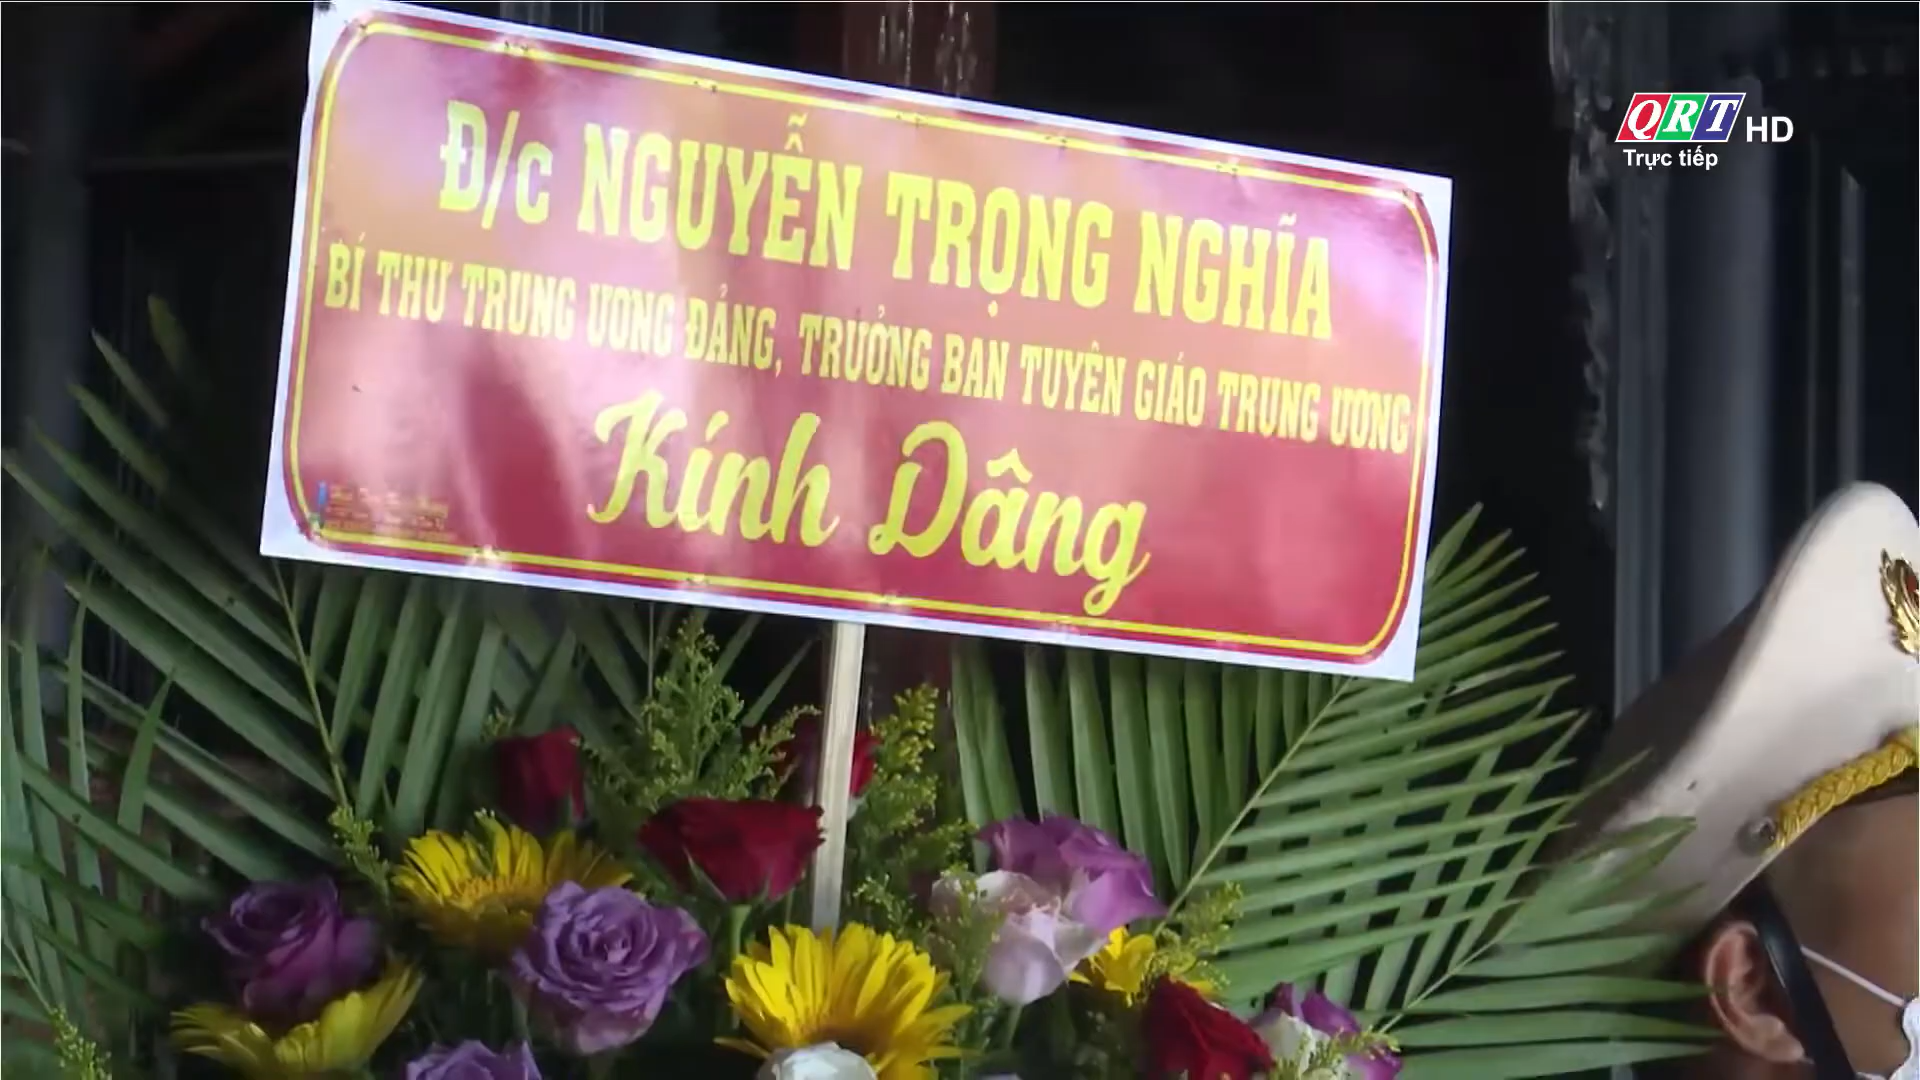 QRT HD
Trực tiếp
Đ/c NGUYỄN TRỌNG NGHĨA
BÍ THƯ TRUNG ƯƠNG ĐẢNG, TRƯỞNG BAN TUYÊN GIÁO TRUNG ƯƠNG
Kính Dâng